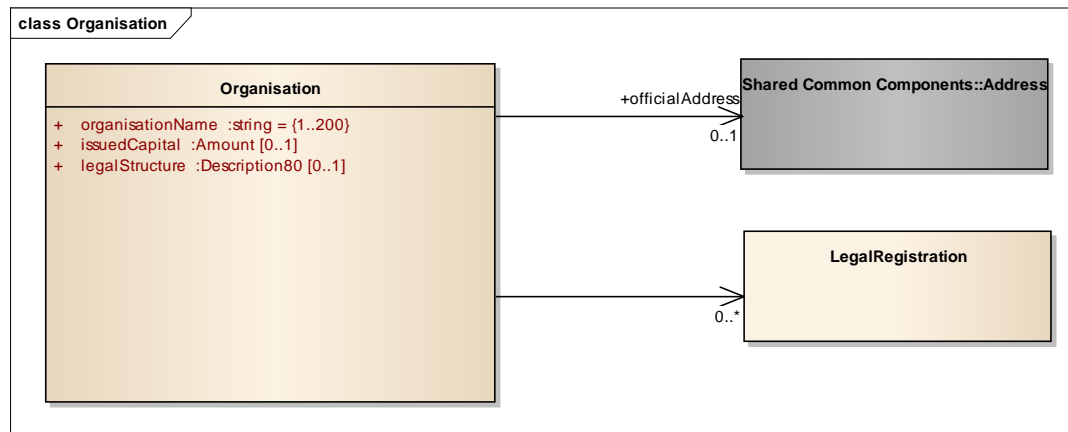 class Organisation
Organisation
+ organisationName :string = {1..200}
+ issuedCapital :Amount [0..1]
+ legalStructure :Description80 [0..1]
+officialAddress
0..1
Shared Common Components::Address
0..*
LegalRegistration